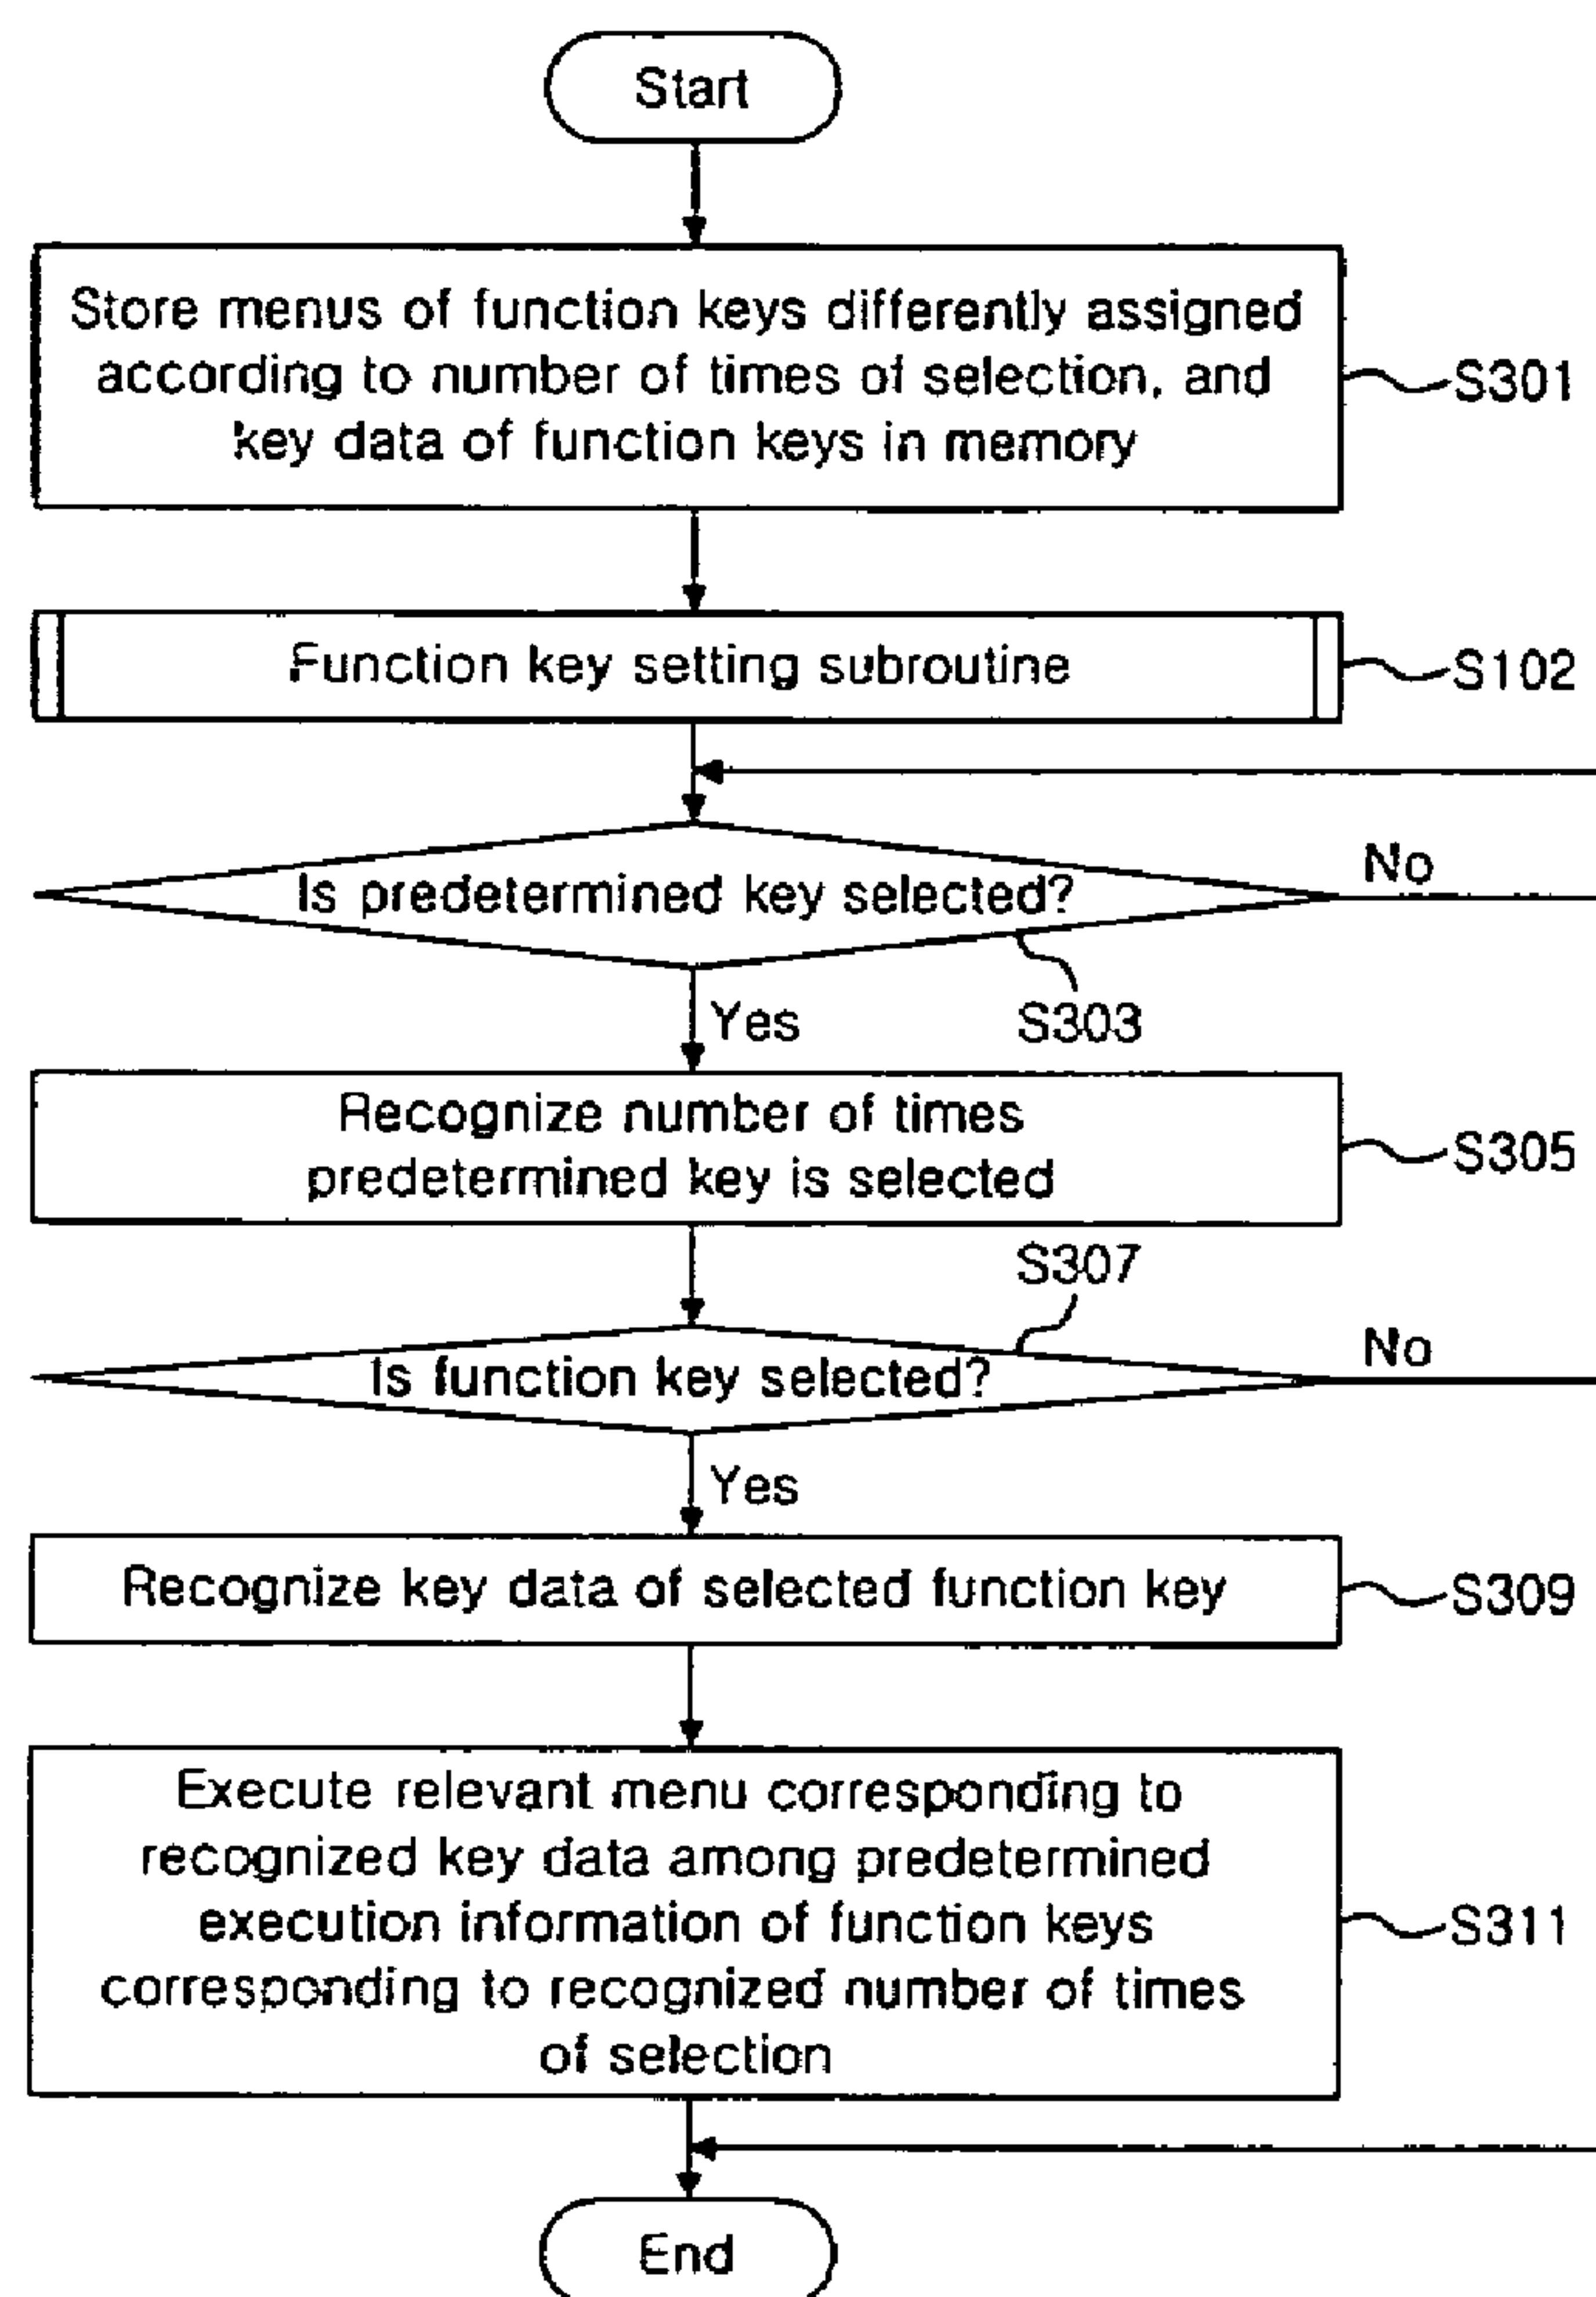 Start
Store menus of function keys differently assigned
according to number of times of selection, and
key data of function keys in memory
S301
Function key setting subroutine
S102
Is predetermined key selected?
No
S303
Yes
Recognize number of times
predetermined key is selected
S305
S307
Is function key selected?
No
Yes
Recognize key data of selected function key
S309
Execute relevant menu corresponding to
recognized key data among predetermined
execution information of function keys
corresponding to recognized number of times
of selection
S311
End